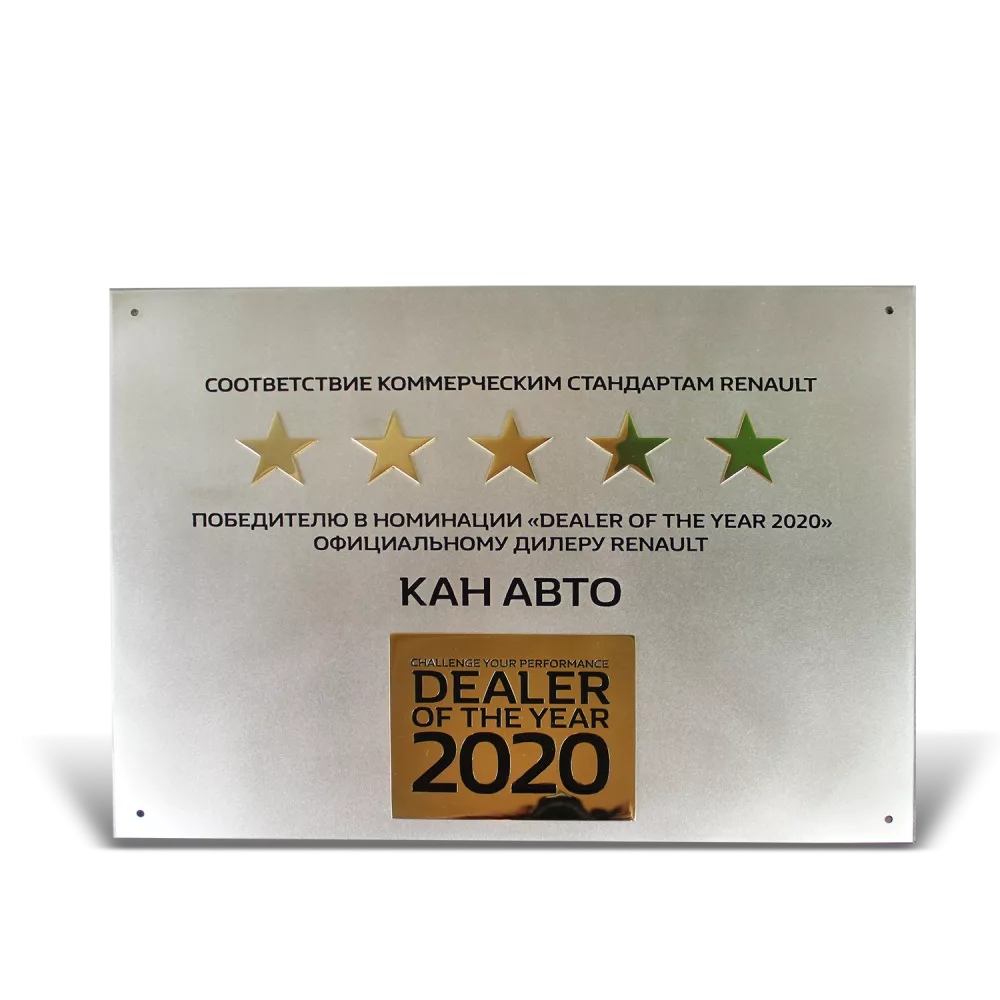 СООТВЕТСТВИЕ КОММЕРЧЕСКИМ СТАНДАРТАМ RENAULT
ПОБЕДИТЕЛЮ В НОМИНАЦИИ «DEALER OF THE YEAR 2020»
ОФИЦИАЛЬНОМУ ДИЛЕРУ RENAULT
КАН АВТО
CHALLENGE YOUR PERFORMANCE
DEALER
OF THE YEAR
2020